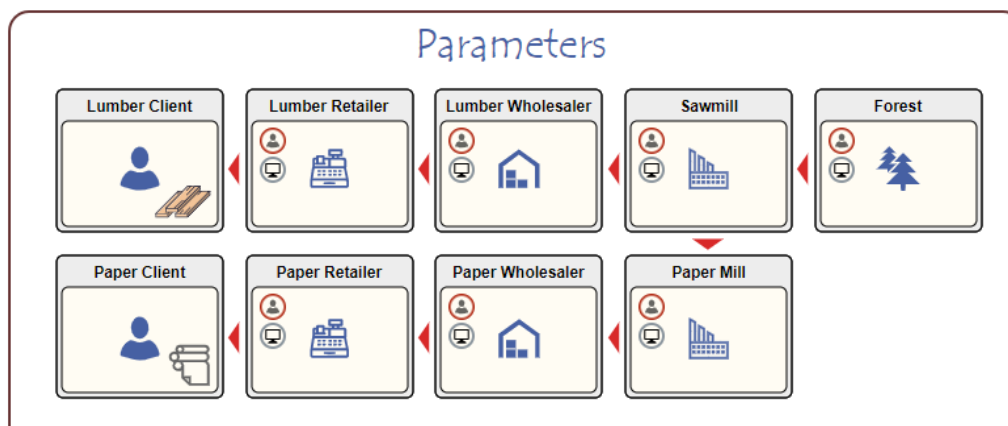 Parameters
Lumber Client
Lumber Retailer
Lumber Wholesaler
Sawmill
Forest
Paper Client
Paper Retailer
Paper Wholesaler
Paper Mill